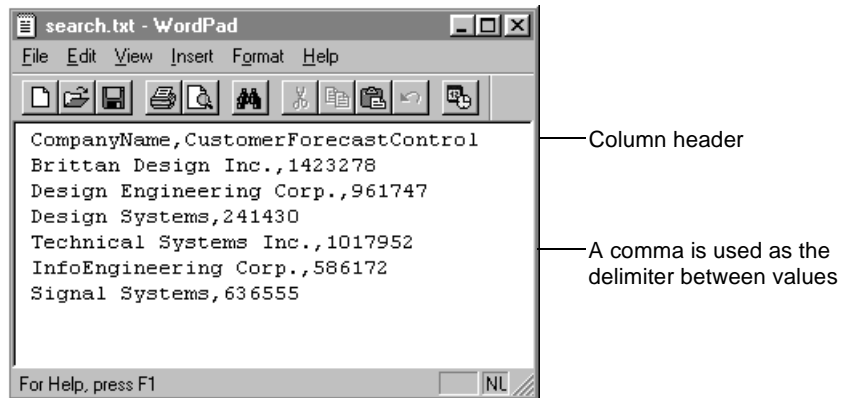 search.txt - WordPad
File Edit View Insert Format Help
CompanyName,CustomerForecastControl
Brittan Design Inc.,1423278
Design Engineering Corp.,961747
Design Systems,241430
Technical Systems Inc.,1017952
InfoEngineering Corp.,586172
Signal Systems,636555
For Help, press F1
NU
Column header
A comma is used as the
delimiter between values